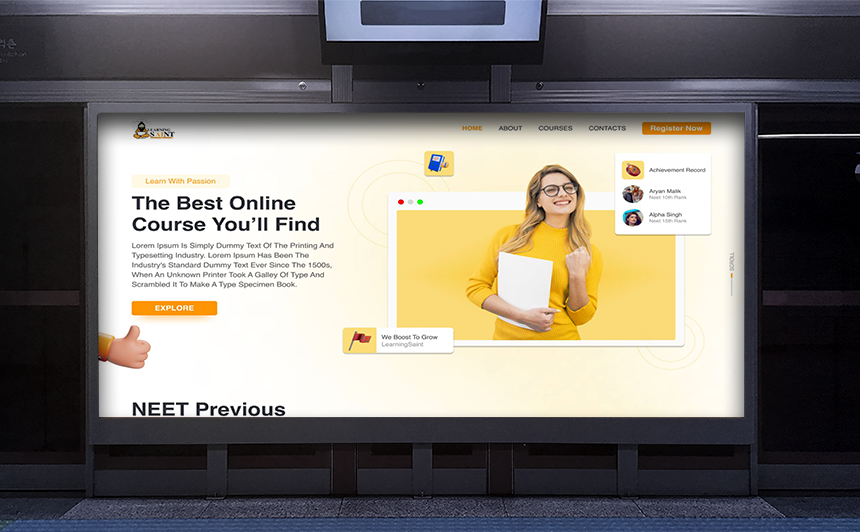 LEARNING
SAINT
HOME
ABOUT
COURSES
CONTACTS
Register Now
Learn With Passion
The Best Online
Course You'll Find
Lorem Ipsum Is Simply Dummy Text Of The Printing And
Typesetting Industry. Lorem Ipsum Has Been The
Industry's Standard Dummy Text Ever Since The 1500s,
When An Unknown Printer Took A Galley Of Type And
Scrambled It To Make A Type Specimen Book.
EXPLORE
Achievement Record
Aryan Malik
Neet 10th Rank
Alpha Singh
Neet 15th Rank
SCROLL
We Boost To Grow
LearningSaint
NEET Previous